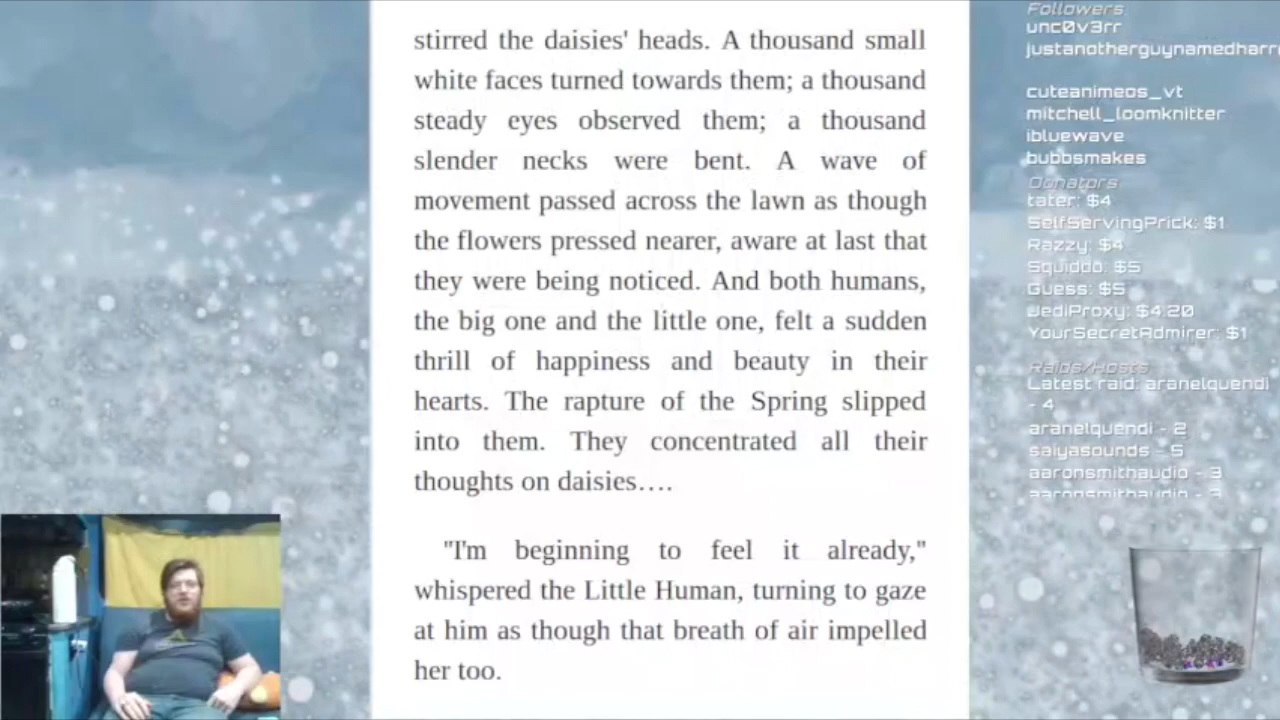 stirred the daisies' heads. A thousand small
white faces turned towards them; a thousand
steady eyes observed them; a thousand
slender necks were bent. A wave of
movement passed across the lawn as though
the flowers pressed nearer, aware at last that
they were being noticed. And both humans,
the big one and the little one, felt a sudden
thrill of happiness and beauty in their
hearts. The rapture of the Spring slipped
into them. They concentrated all their
thoughts on daisies….
"I'm beginning to feel it already,"
whispered the Little Human, turning to gaze
at him as though that breath of air impelled
her too.
Followers
unc0v3rr
justanotherguynamedharr
cuteanimeos_vt
mitchell_loomknitter
ibluewave
bubbsmakes
Donators
tater: $4
SelfServingPrick: $1
Razzy: $4
Squiddo: $5
Guess: $5
JediProxy: $4.20
YourSecretAdmirer: $1
Raids/Hosts
Latest raid: aranelquendi
- 4
aranelquendi - 2
saiyasounds - 5
aaronsmithaudio - 3
aaronsmithaudio - 3